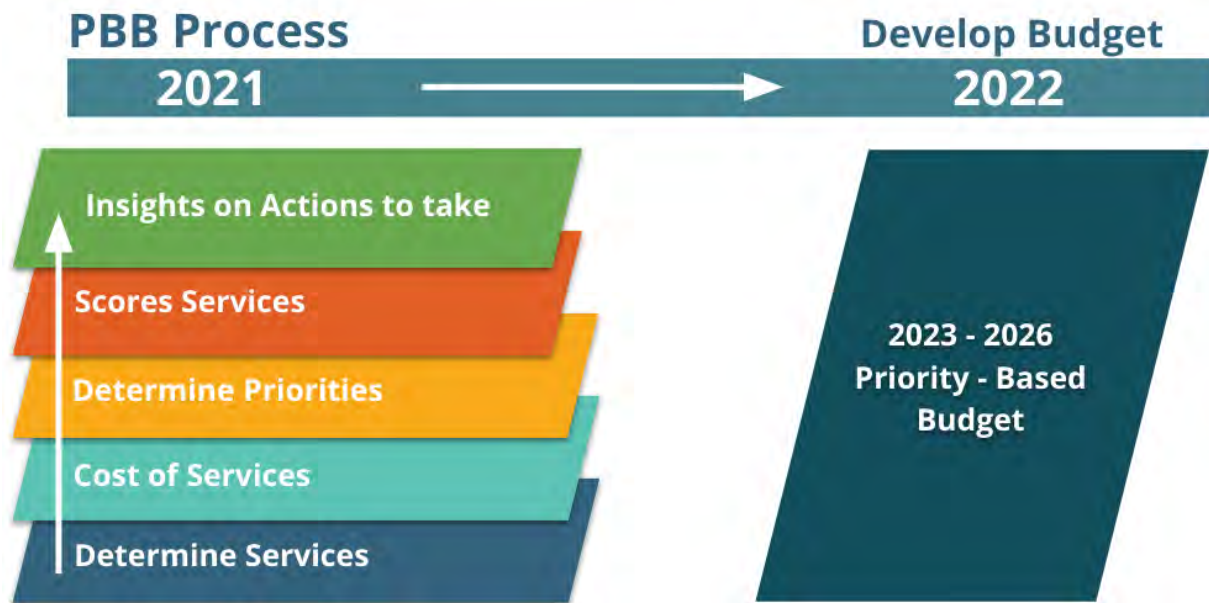 PBB Process
Develop Budget
2021
2022
Insights on Actions to take
Scores Services
Determine Priorities
Cost of Services
Determine Services
2023 - 2026
Priority - Based
Budget